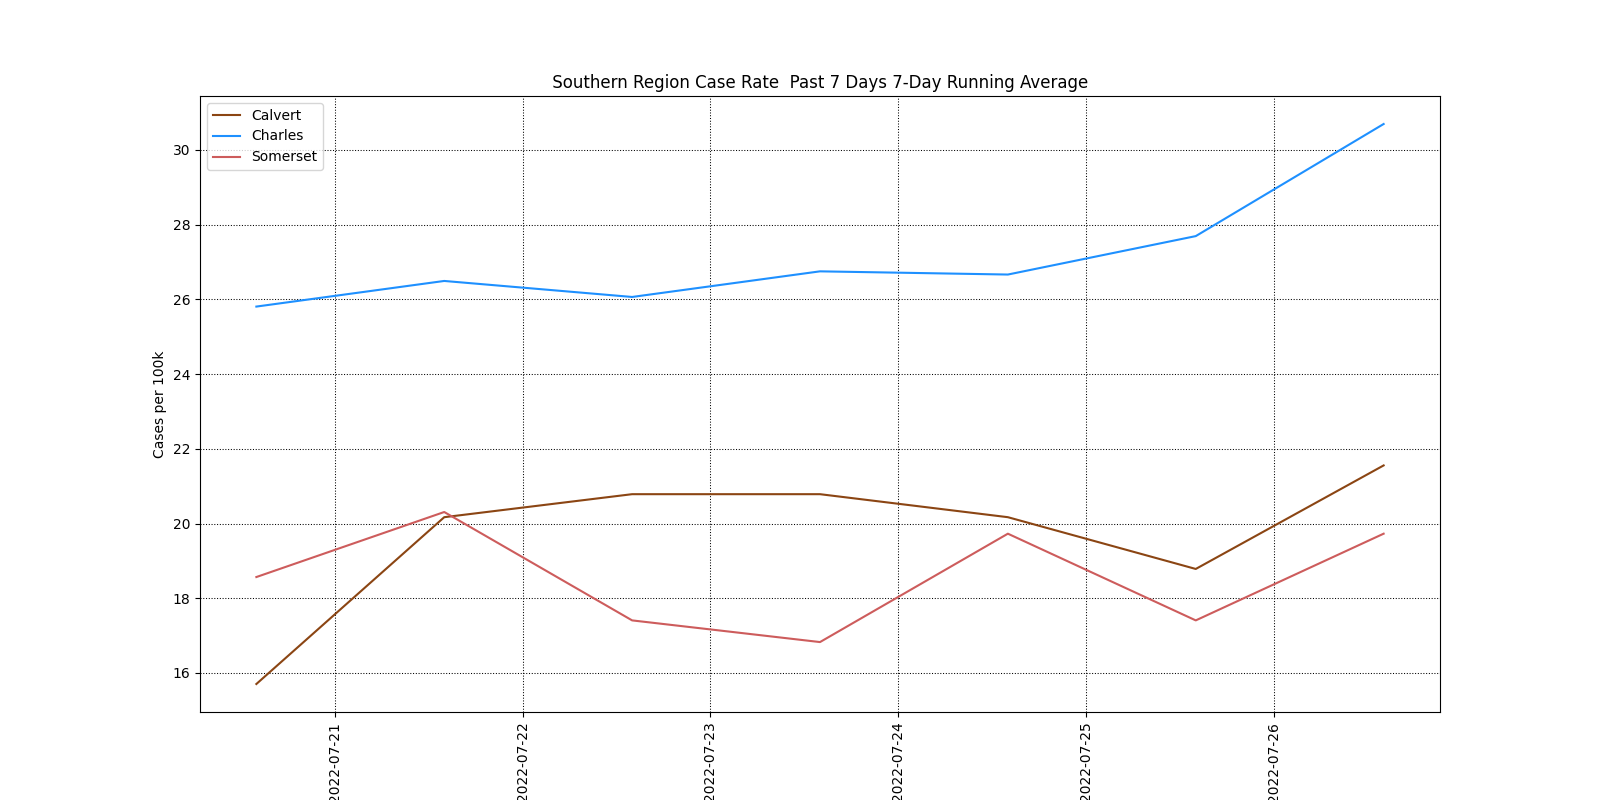 Southern Region Case Rate  Past 7 Days 7-Day Running Average
Calvert
Charles
Somerset
Cases per 100k
30
28
26
24
22
20
18
16
2022-07-21
2022-07-22
2022-07-23
2022-07-24
2022-07-25
2022-07-26